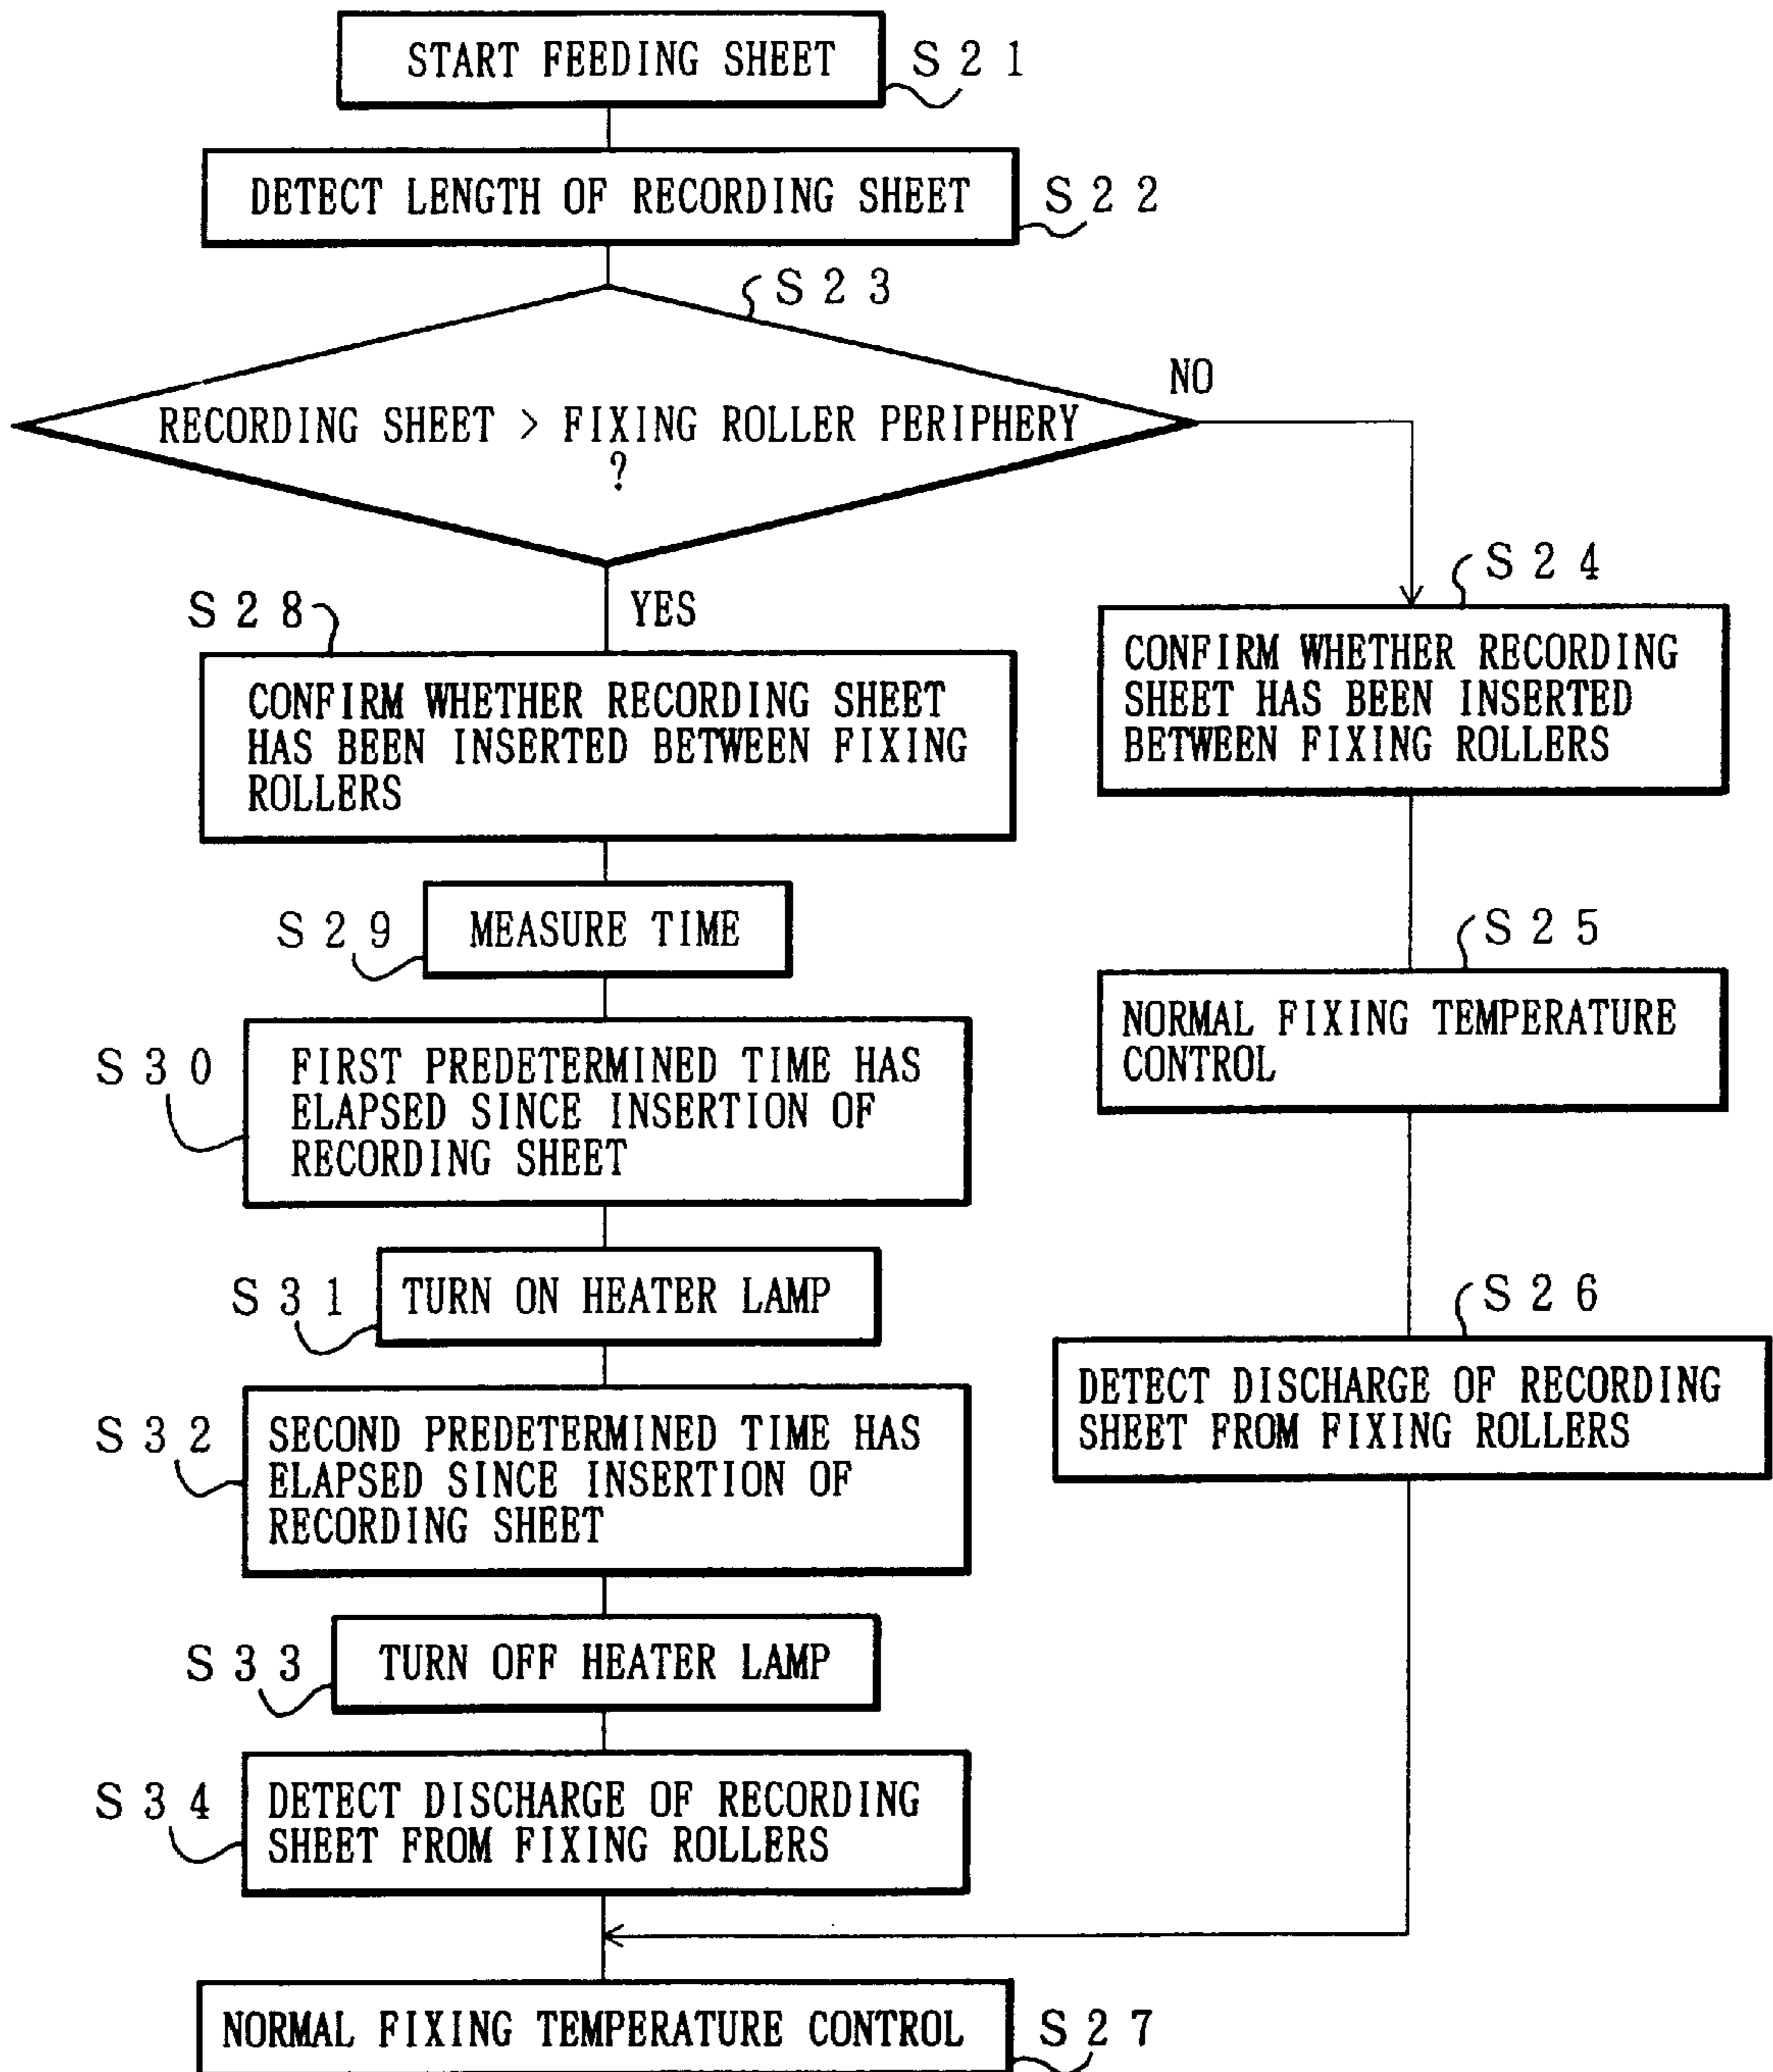 START FEEDING SHEET
S21
DETECT LENGTH OF RECORDING SHEET
S22
S23
RECORDING SHEET > FIXING ROLLER PERIPHERY
?
NO
YES
S24
CONFIRM WHETHER RECORDING
SHEET HAS BEEN INSERTED
BETWEEN FIXING ROLLERS
S25
NORMAL FIXING TEMPERATURE
CONTROL
S26
DETECT DISCHARGE OF RECORDING
SHEET FROM FIXING ROLLERS
S28
CONFIRM WHETHER RECORDING SHEET
HAS BEEN INSERTED BETWEEN FIXING
ROLLERS
S29
MEASURE TIME
S30
FIRST PREDETERMINED TIME HAS
ELAPSED SINCE INSERTION OF
RECORDING SHEET
S31
TURN ON HEATER LAMP
S32
SECOND PREDETERMINED TIME HAS
ELAPSED SINCE INSERTION OF
RECORDING SHEET
S33
TURN OFF HEATER LAMP
S34
DETECT DISCHARGE OF RECORDING
SHEET FROM FIXING ROLLERS
NORMAL FIXING TEMPERATURE CONTROL
S27